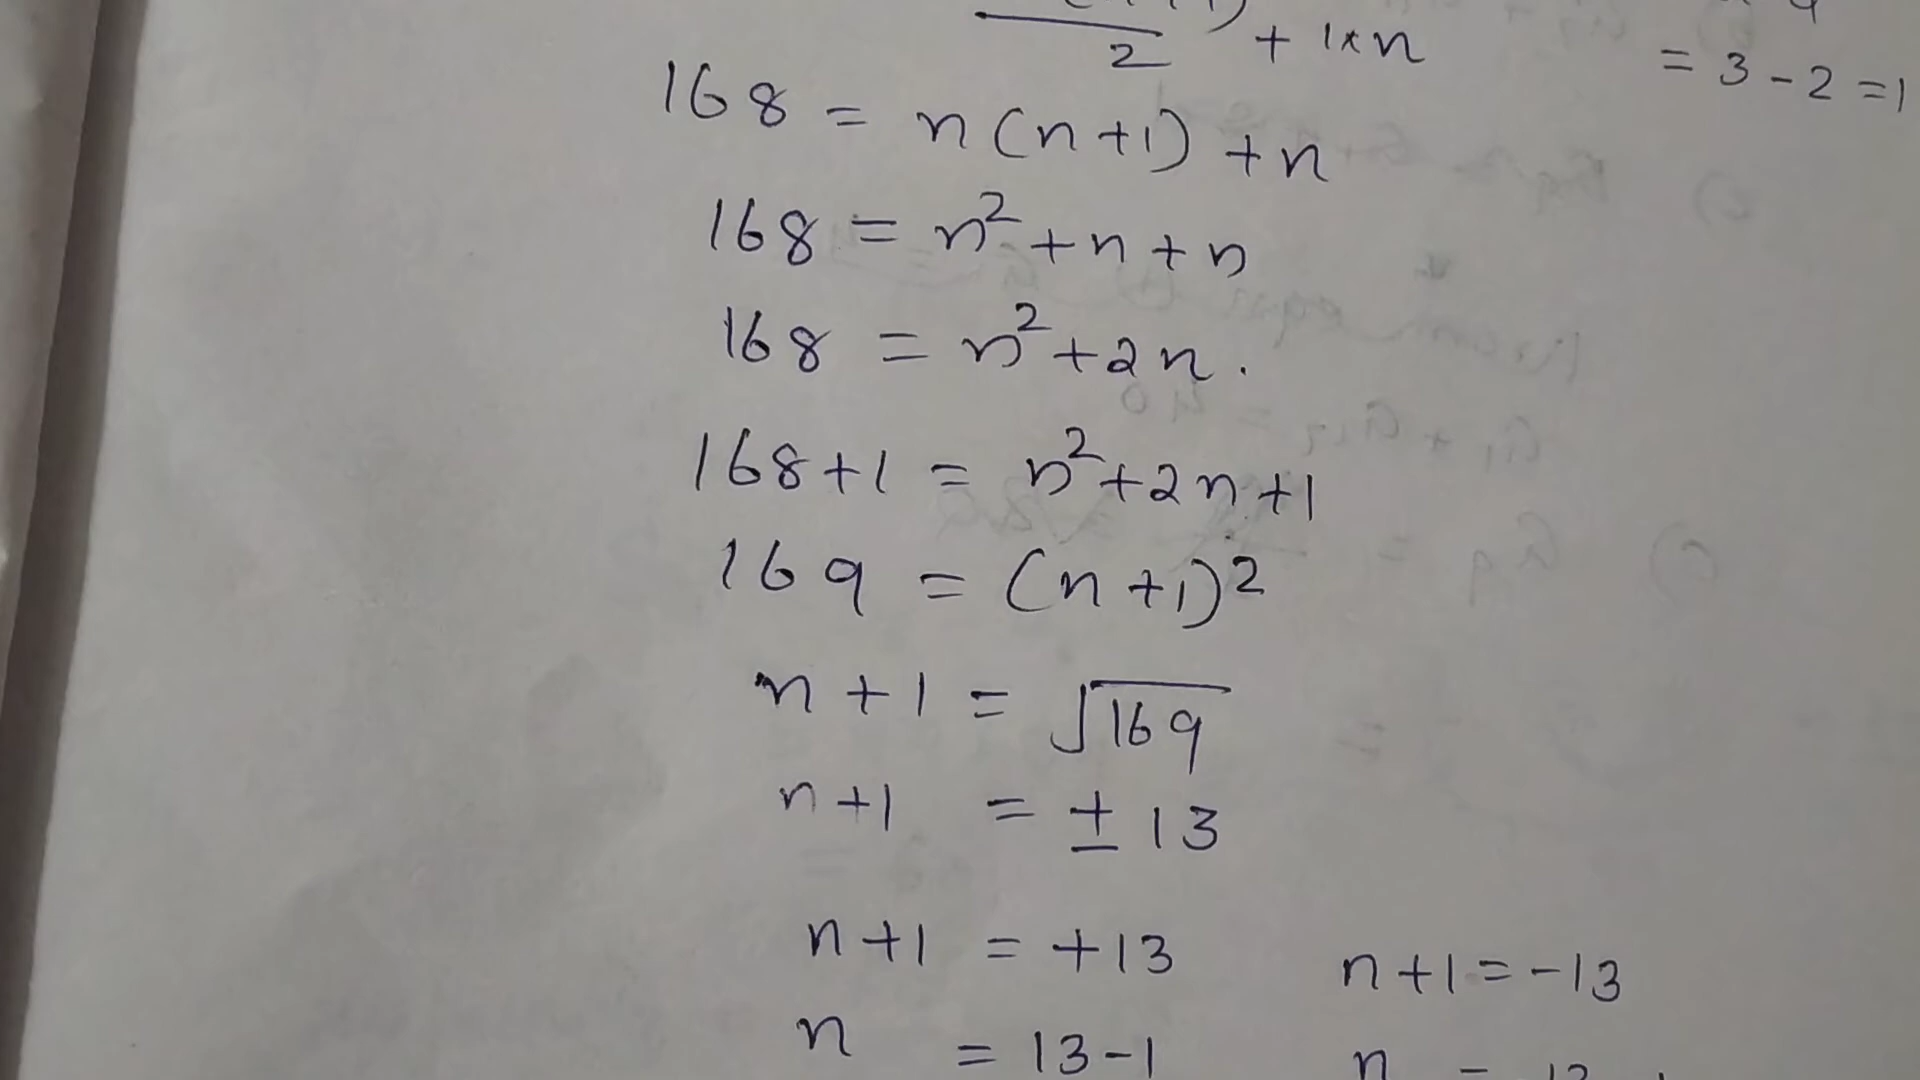 2 + 1×n
= 3 - 2 = 1
168 = n(n+1) + n
168 = n² + n + n
168 = n² + 2n.
168+1 = n² + 2n + 1
169 = (n+1)²
n + 1 = √169
n+1 = ± 13
n+1 = +13
n+1 = -13
n = 13-1
n